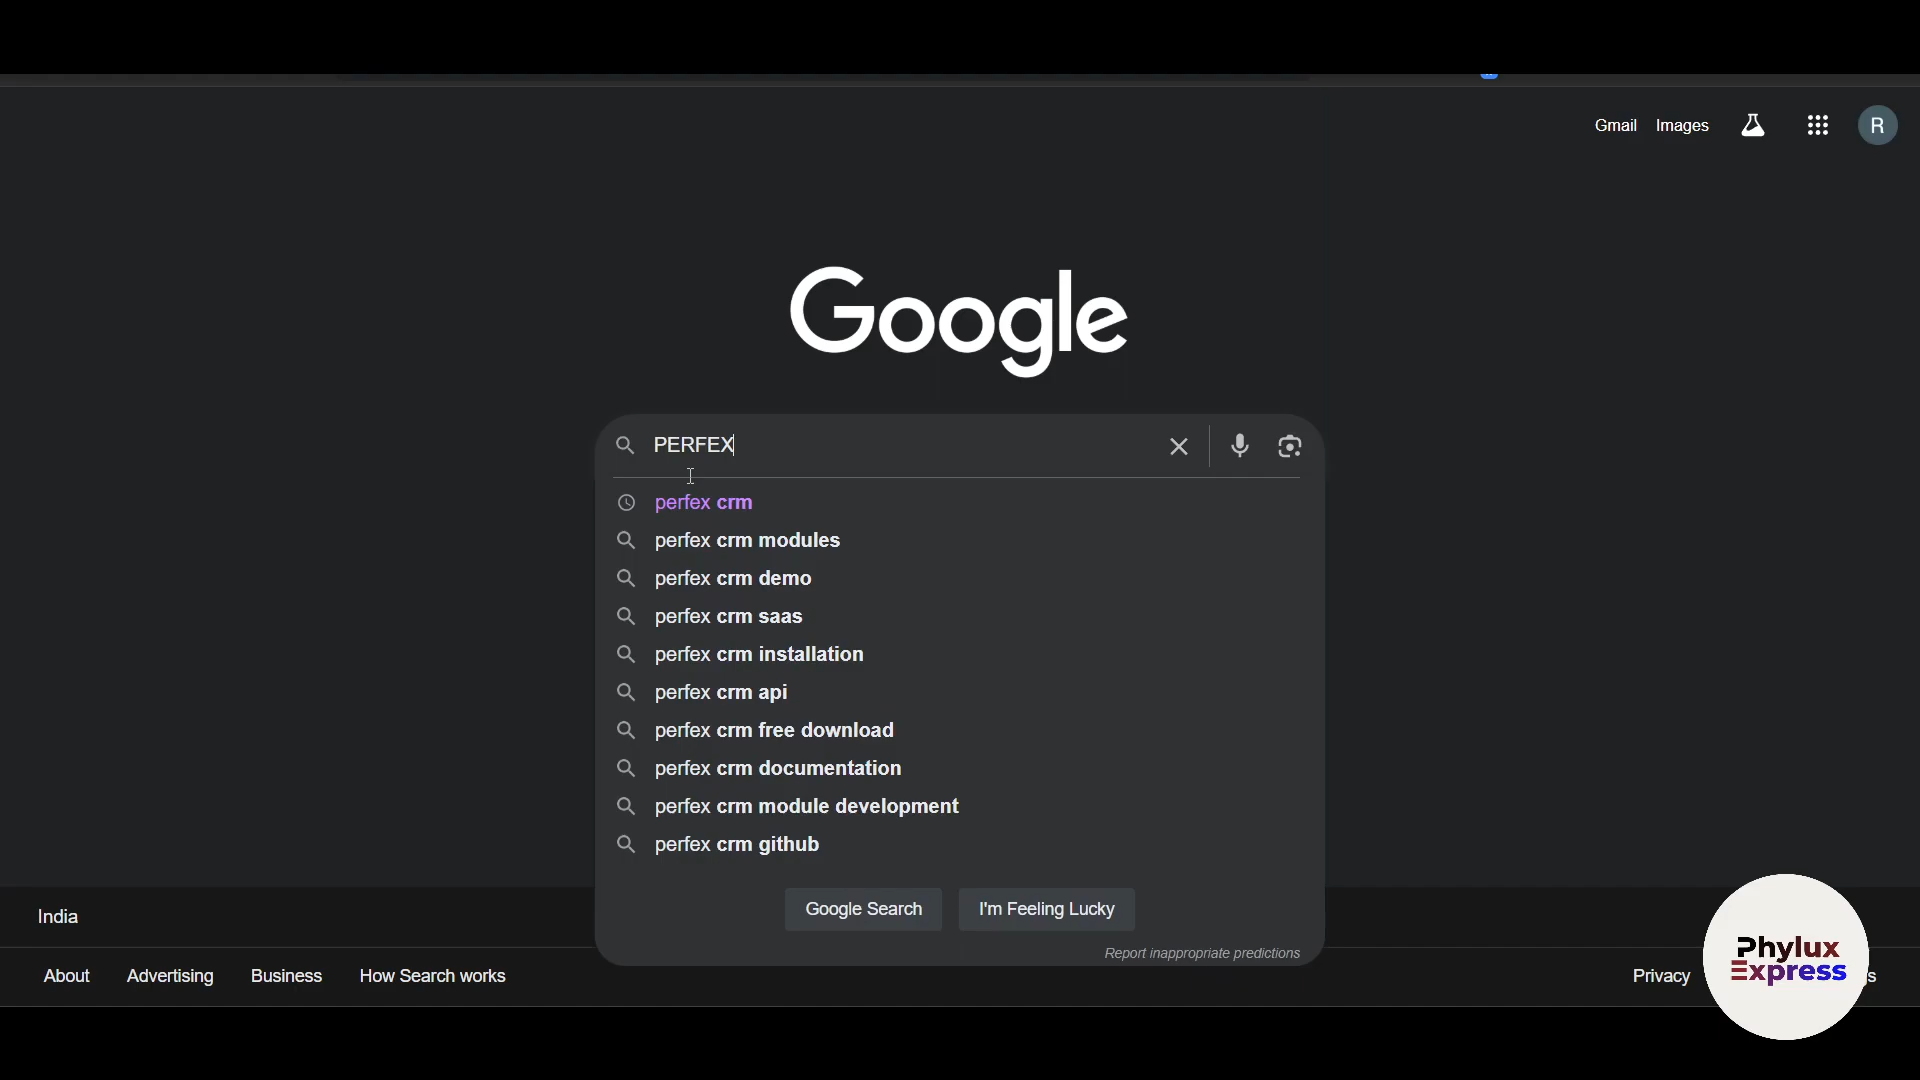 Gmail Images
R
Google
PERFEX
perfex crm
perfex crm modules
perfex crm demo
perfex crm saas
perfex crm installation
perfex crm api
perfex crm free download
perfex crm documentation
perfex crm module development
perfex crm github
Google Search I'm Feeling Lucky
Report inappropriate predictions
India
About Advertising Business How Search works Privacy
Phylux
Express